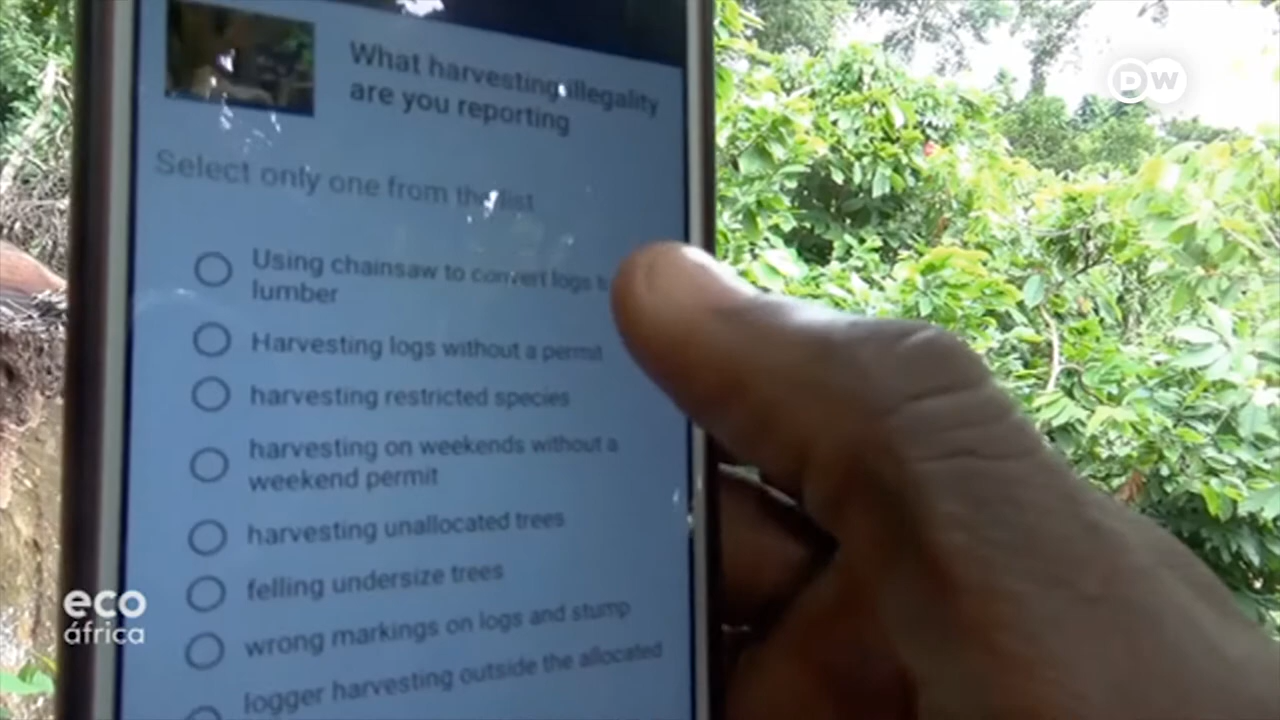 What harvesting illegality
are you reporting
Select only one from the list
Using chainsaw to convert logs
lumber
Harvesting logs without a permit
harvesting restricted species
harvesting on weekends without a
weekend permit
harvesting unallocated trees
felling undersize trees
wrong markings on logs and stump
logger harvesting outside the allocated
DW
eco
áfrica